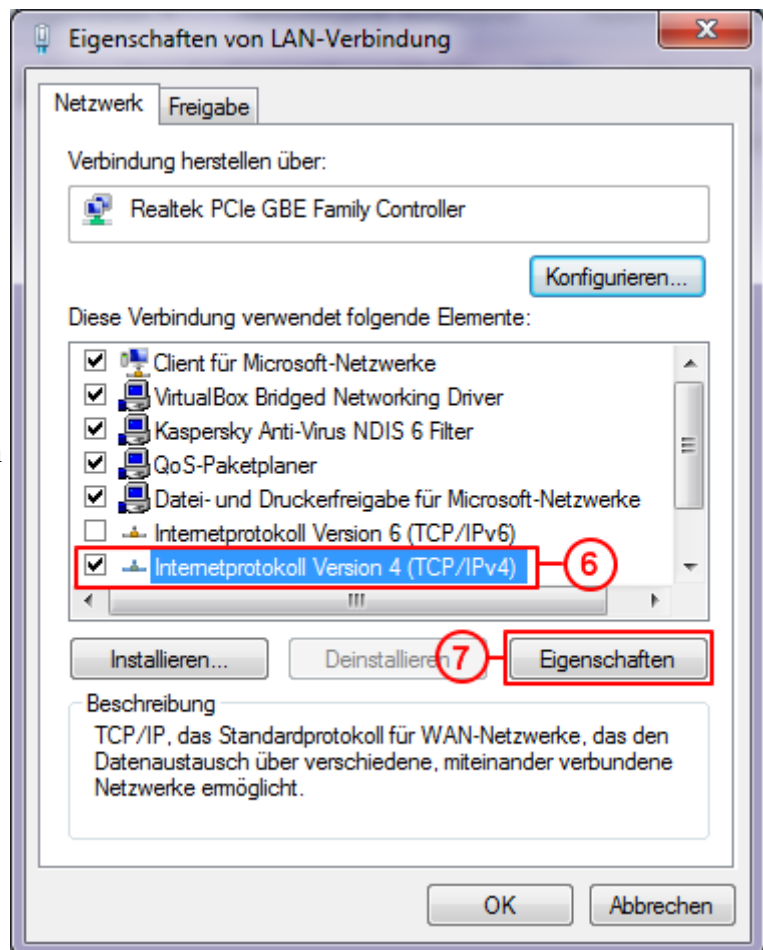 Eigenschaften von LAN-Verbindung
Netzwerk Freigabe
Verbindung herstellen über:
Realtek PCIe GBE Family Controller
Konfigurieren...
Diese Verbindung verwendet folgende Elemente:
Client für Microsoft-Netzwerke
VirtualBox Bridged Networking Driver
Kaspersky Anti-Virus NDIS 6 Filter
QoS-Paketplaner
Datei- und Druckerfreigabe für Microsoft-Netzwerke
Internetprotokoll Version 6 (TCP/IPv6)
Internetprotokoll Version 4 (TCP/IPv4) 6
Installieren... Deinstallieren 7 Eigenschaften
Beschreibung
TCP/IP, das Standardprotokoll für WAN-Netzwerke, das den
Datenaustausch über verschiedene, miteinander verbundene
Netzwerke ermöglicht.
OK Abbrechen